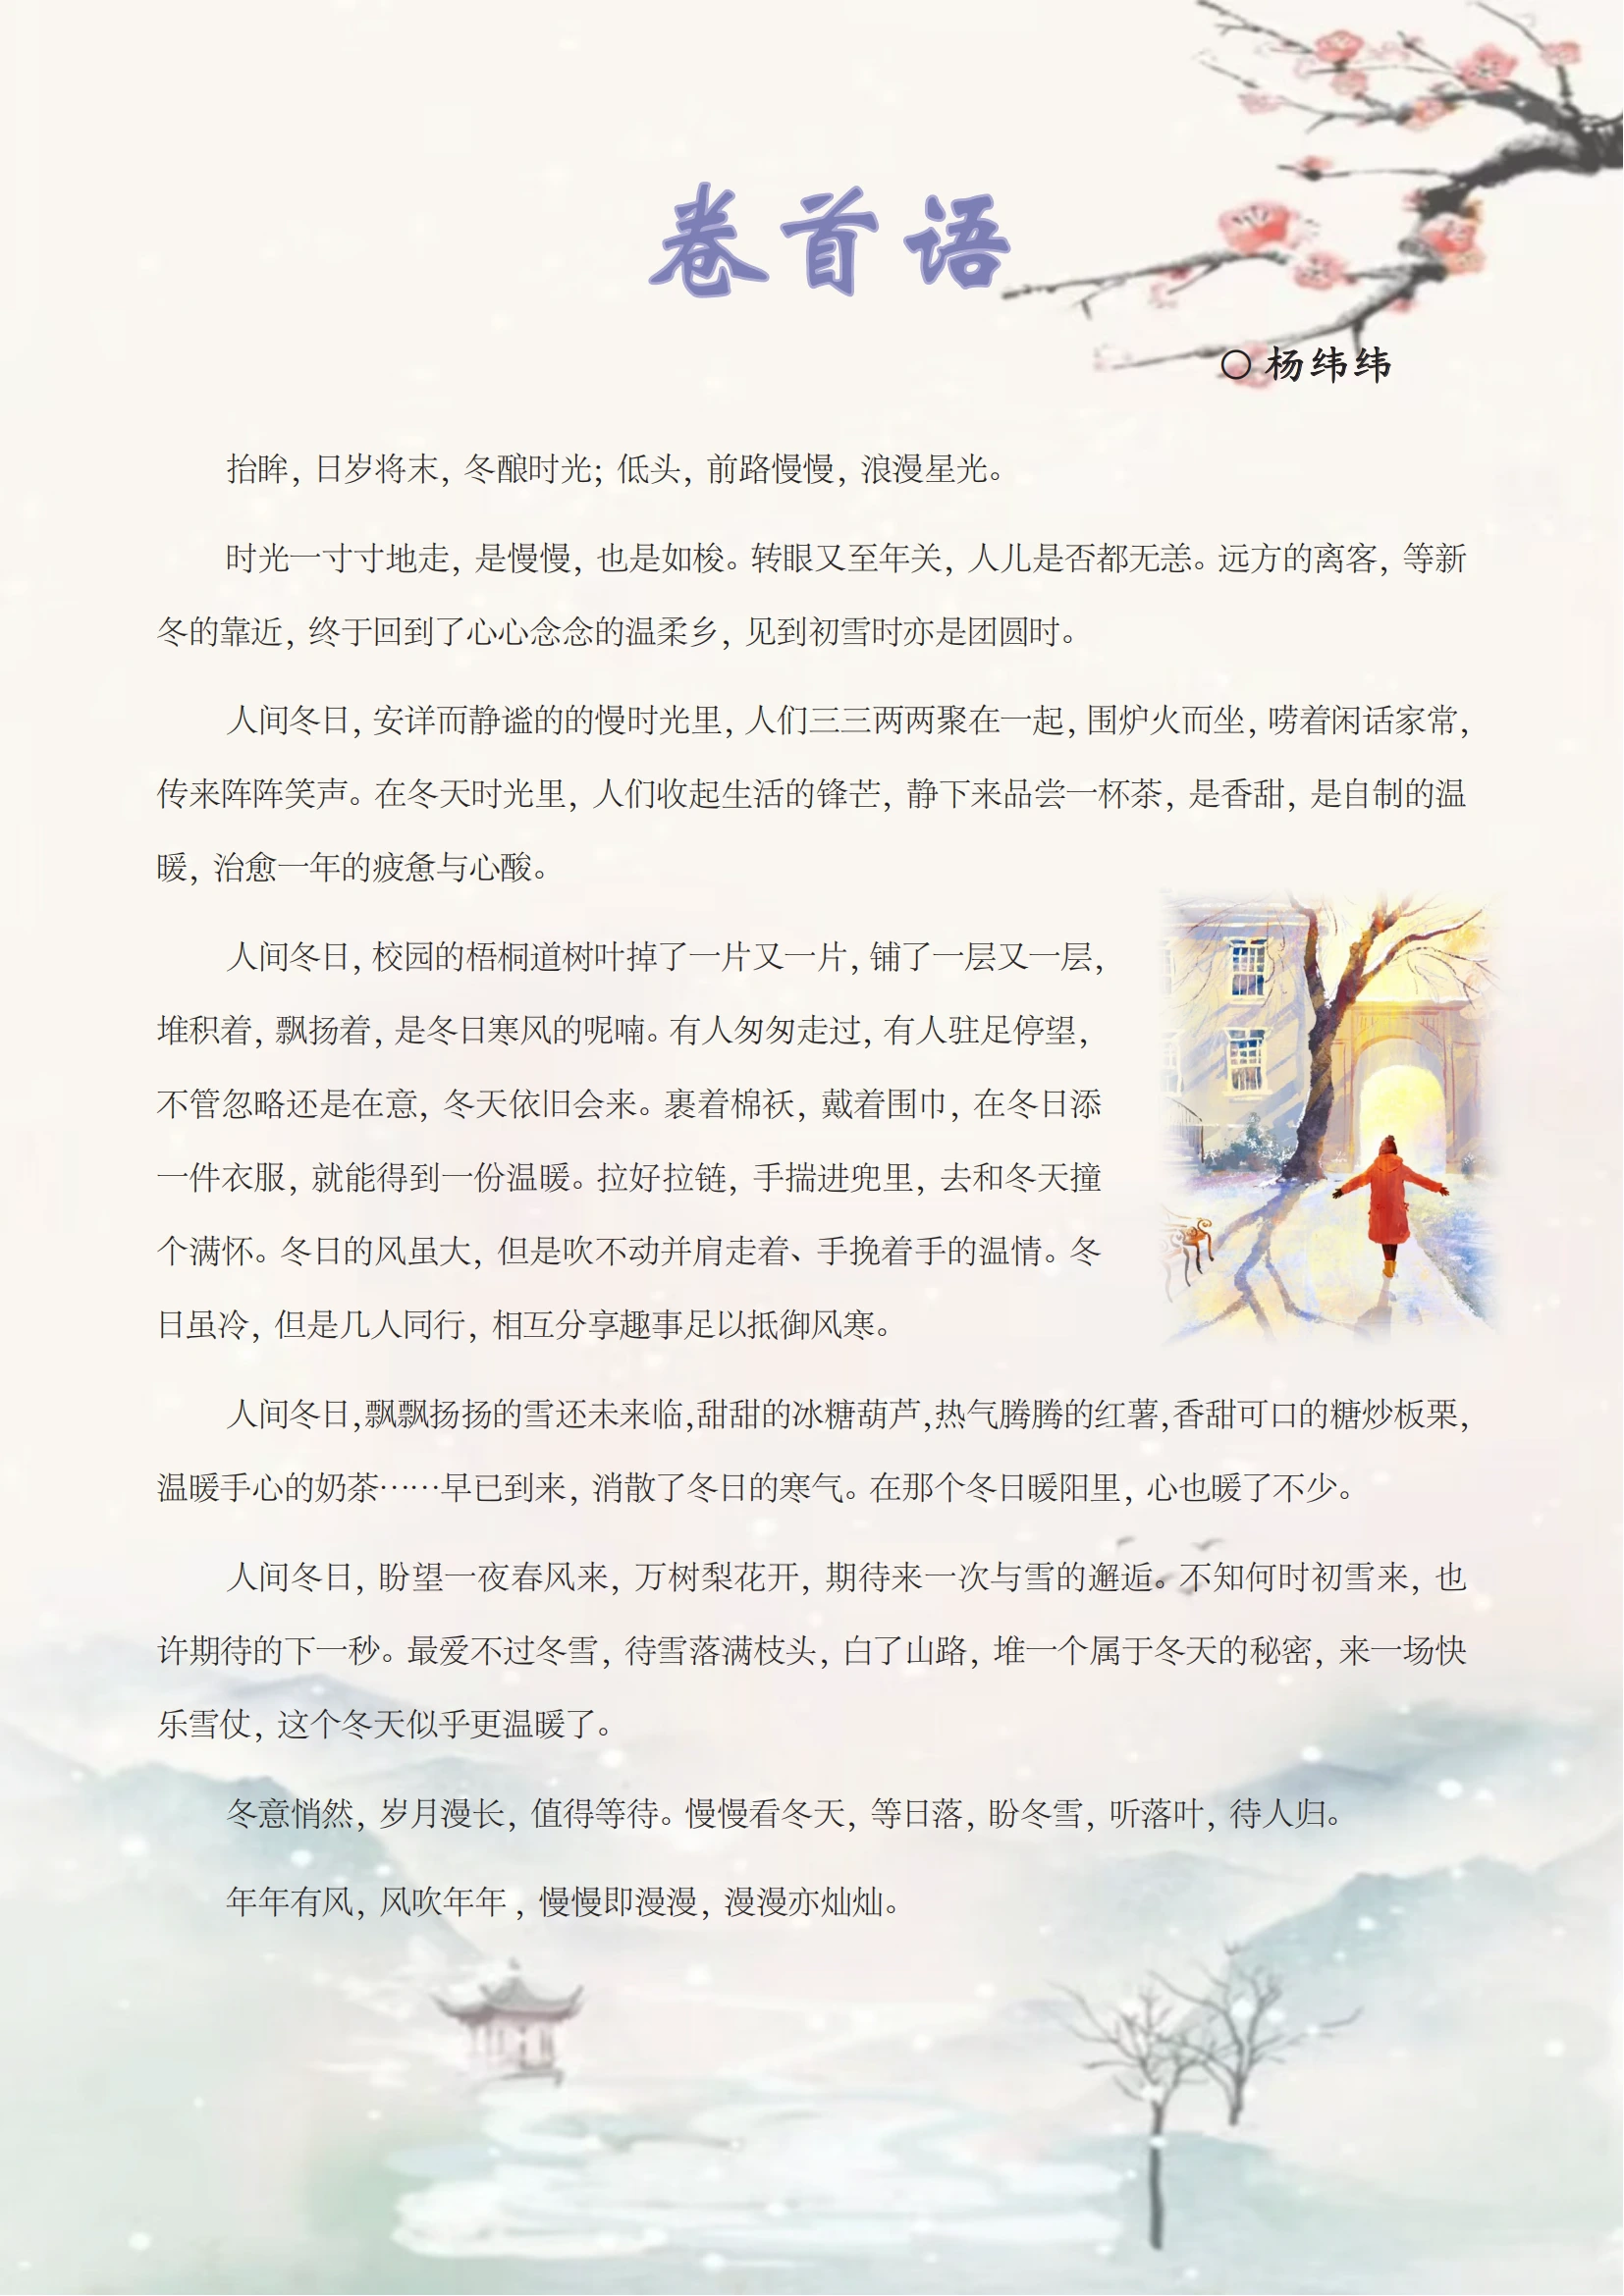 卷首语
○ 杨纬纬
抬眸，日岁将末，冬酿时光；低头，前路慢慢，浪漫星光。
时光一寸寸地走，是慢慢，也是如梭。转眼又至年关，人儿是否都无恙。远方的离客，等新
冬的靠近，终于回到了心心念念的温柔乡，见到初雪时亦是团圆时。
人间冬日，安详而静谧的的慢时光里，人们三三两两聚在一起，围炉火而坐，唠着闲话家常，
传来阵阵笑声。在冬天时光里，人们收起生活的锋芒，静下来品尝一杯茶，是香甜，是自制的温
暖，治愈一年的疲惫与心酸。
人间冬日，校园的梧桐道树叶掉了一片又一片，铺了一层又一层，
堆积着，飘扬着，是冬日寒风的呢喃。有人匆匆走过，有人驻足停望，
不管忽略还是在意，冬天依旧会来。裹着棉袄，戴着围巾，在冬日添
一件衣服，就能得到一份温暖。拉好拉链，手揣进兜里，去和冬天撞
个满怀。冬日的风虽大，但是吹不动并肩走着、手挽着手的温情。冬
日虽冷，但是几人同行，相互分享趣事足以抵御风寒。
人间冬日,飘飘扬扬的雪还未来临,甜甜的冰糖葫芦,热气腾腾的红薯,香甜可口的糖炒板栗，
温暖手心的奶茶……早已到来，消散了冬日的寒气。在那个冬日暖阳里，心也暖了不少。
人间冬日，盼望一夜春风来，万树梨花开，期待来一次与雪的邂逅。不知何时初雪来，也
许期待的下一秒。最爱不过冬雪，待雪落满枝头，白了山路，堆一个属于冬天的秘密，来一场快
乐雪仗，这个冬天似乎更温暖了。
冬意悄然，岁月漫长，值得等待。慢慢看冬天，等日落，盼冬雪，听落叶，待人归。
年年有风，风吹年年 ，慢慢即漫漫，漫漫亦灿灿。